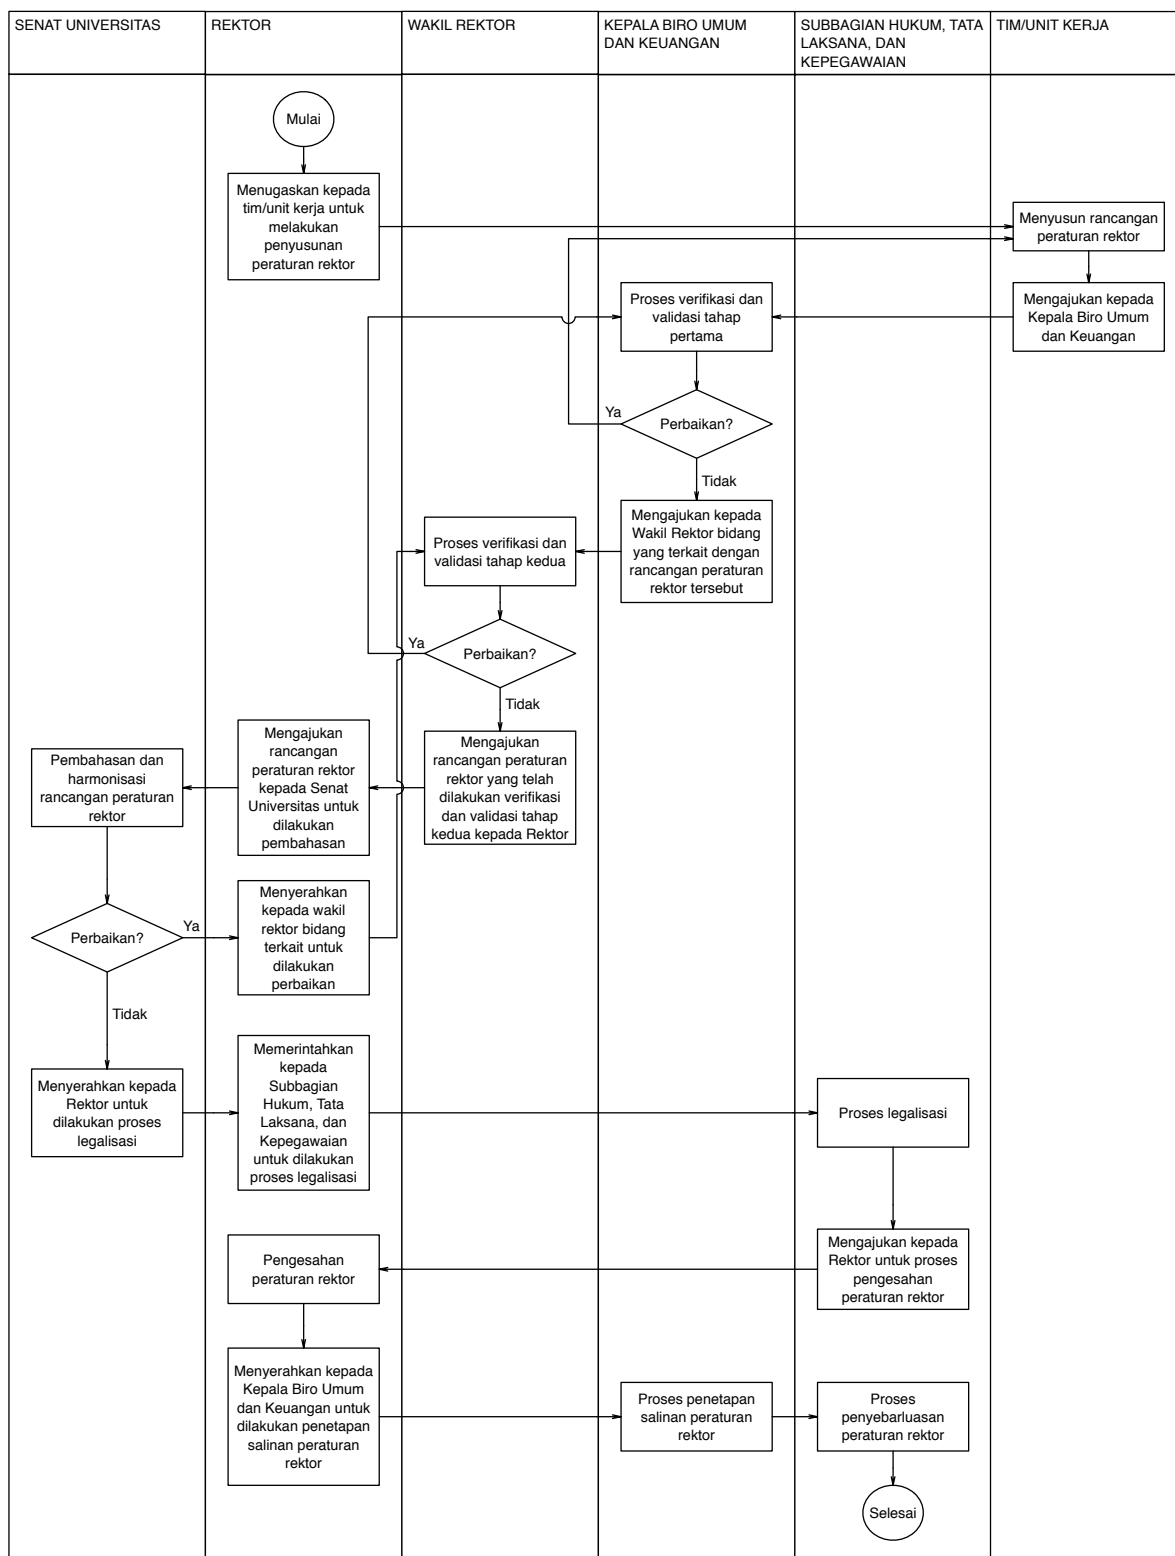 SENAT UNIVERSITAS
REKTOR
WAKIL REKTOR
KEPALA BIRO UMUM
DAN KEUANGAN
SUBBAGIAN HUKUM, TATA
LAKSANA, DAN
KEPEGAWAIAN
TIM/UNIT KERJA
Mulai
Menugaskan kepada
tim/unit kerja untuk
melakukan
penyusunan
peraturan rektor
Menyusun rancangan
peraturan rektor
Mengajukan kepada
Kepala Biro Umum
dan Keuangan
Proses verifikasi dan
validasi tahap
pertama
Ya
Perbaikan?
Tidak
Mengajukan kepada
Wakil Rektor bidang
yang terkait dengan
rancangan peraturan
rektor tersebut
Proses verifikasi dan
validasi tahap kedua
Ya
Perbaikan?
Tidak
Mengajukan
rancangan peraturan
rektor yang telah
dilakukan verifikasi
dan validasi tahap
kedua kepada Rektor
Mengajukan
rancangan
peraturan rektor
kepada Senat
Universitas untuk
dilakukan
pembahasan
Pembahasan dan
harmonisasi
rancangan peraturan
rektor
Perbaikan?
Ya
Menyerahkan
kepada wakil
rektor bidang
terkait untuk
dilakukan
perbaikan
Tidak
Menyerahkan kepada
Rektor untuk
dilakukan proses
legalisasi
Memerintahkan
kepada
Subbagian
Hukum, Tata
Laksana, dan
Kepegawaian
untuk dilakukan
proses legalisasi
Proses legalisasi
Mengajukan kepada
Rektor untuk proses
pengesahan
peraturan rektor
Pengesahan
peraturan rektor
Menyerahkan kepada
Kepala Biro Umum
dan Keuangan untuk
dilakukan penetapan
salinan peraturan
rektor
Proses penetapan
salinan peraturan
rektor
Proses
penyebarluasan
peraturan rektor
Selesai